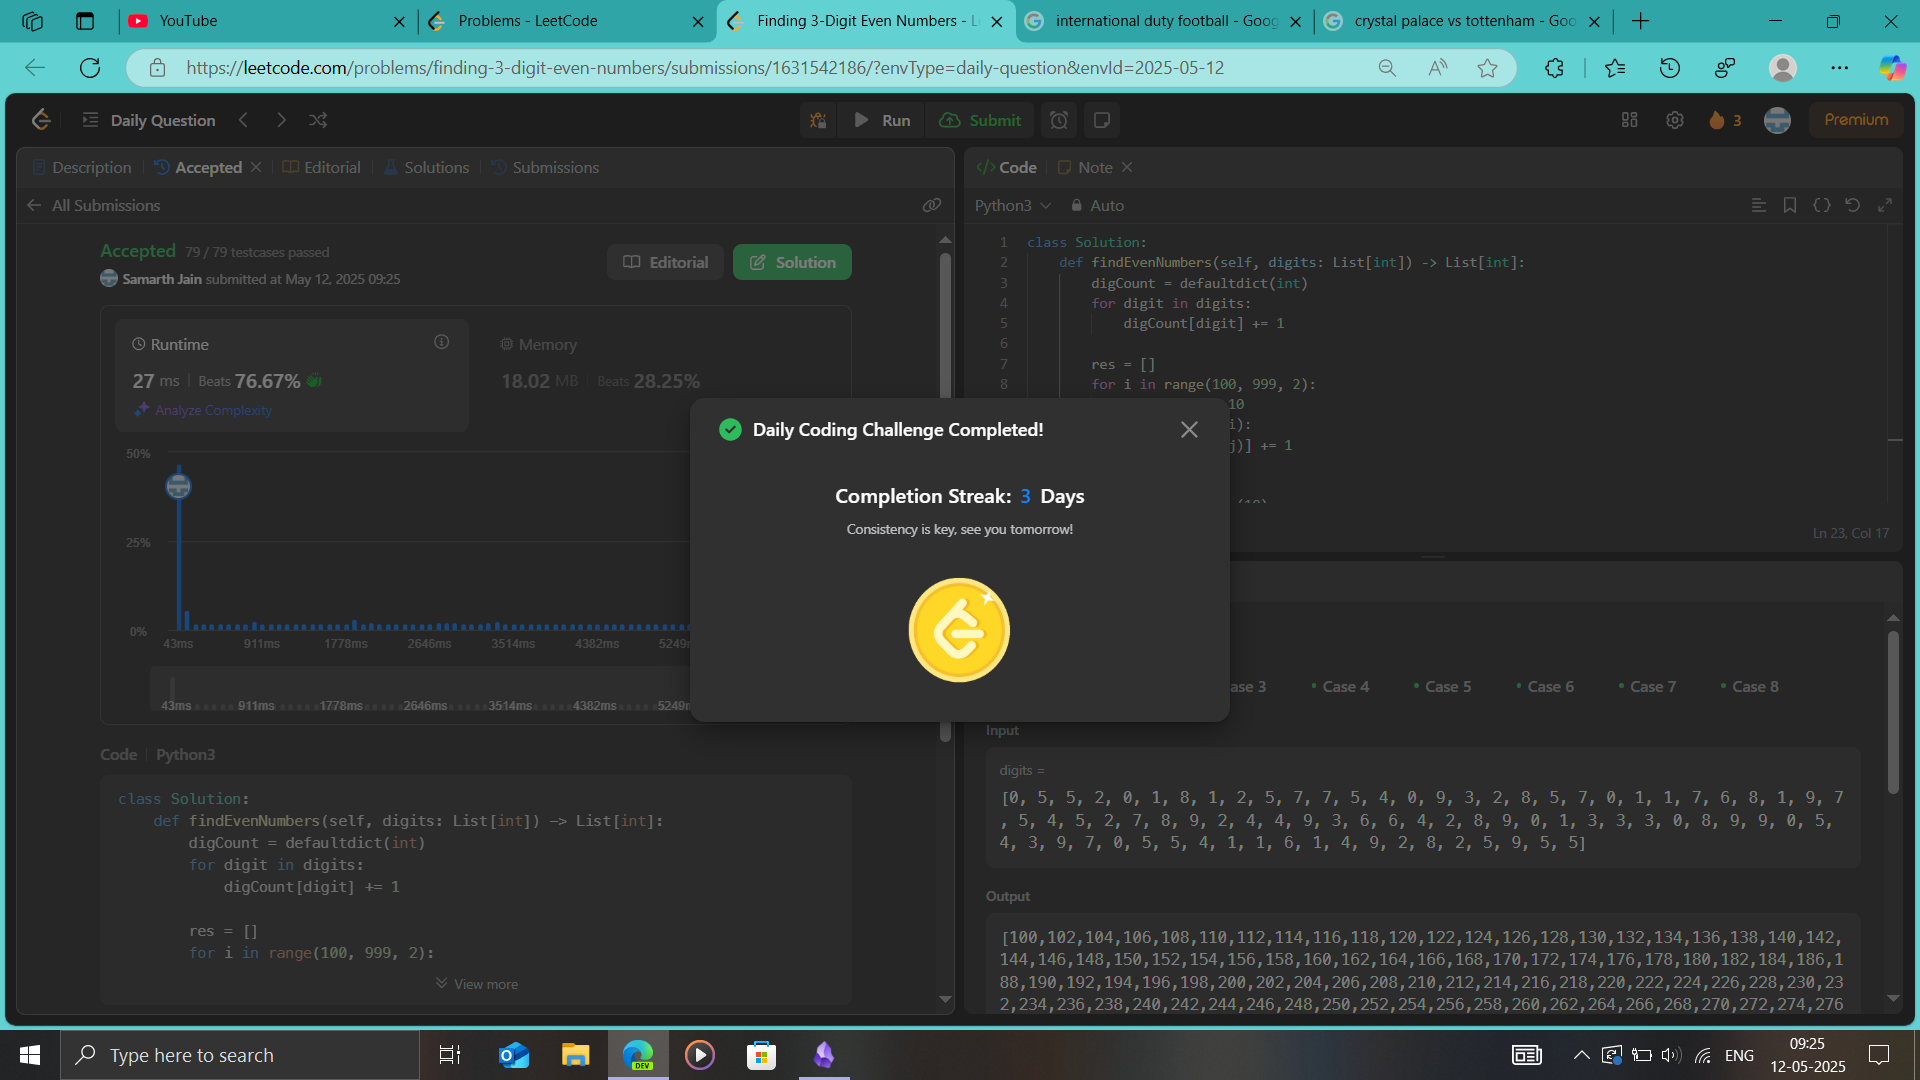 YouTube
Problems - LeetCode
Finding 3-Digit Even Numbers - L
international duty football - Goog
crystal palace vs tottenham - Goo
https://leetcode.com/problems/finding-3-digit-even-numbers/submissions/1631542186/?envType=daily-question&envId=2025-05-12
Daily Question
Run
Submit
3
Premium
Description
Accepted
Editorial
Solutions
Submissions
All Submissions
Accepted 79 / 79 testcases passed
Samarth Jain submitted at May 12, 2025 09:25
Editorial
Solution
Runtime
27 ms | Beats 76.67%
Analyze Complexity
Memory
18.02 MB | Beats 28.25%
50%
25%
0%
43ms 911ms 1778ms 2646ms 3514ms 4382ms 5249m
43ms 911ms 1778ms 2646ms 3514ms 4382ms 5249m
Code | Python3
class Solution:
    def findEvenNumbers(self, digits: List[int]) -> List[int]:
        digCount = defaultdict(int)
        for digit in digits:
            digCount[digit] += 1
        res = []
        for i in range(100, 999, 2):
View more
Code
Note
Python3
Auto
1 class Solution:
2     def findEvenNumbers(self, digits: List[int]) -> List[int]:
3         digCount = defaultdict(int)
4         for digit in digits:
5             digCount[digit] += 1
6
7         res = []
8         for i in range(100, 999, 2):
10
i):
j)] += 1
Ln 23, Col 17
Daily Coding Challenge Completed!
Completion Streak: 3 Days
Consistency is key, see you tomorrow!
ase 3
Case 4
Case 5
Case 6
Case 7
Case 8
Input
digits =
[0, 5, 5, 2, 0, 1, 8, 1, 2, 5, 7, 7, 5, 4, 0, 9, 3, 2, 8, 5, 7, 0, 1, 1, 7, 6, 8, 1, 9, 7
, 5, 4, 5, 2, 7, 8, 9, 2, 4, 4, 9, 3, 6, 6, 4, 2, 8, 9, 0, 1, 3, 3, 3, 0, 8, 9, 9, 0, 5,
4, 3, 9, 7, 0, 5, 5, 4, 1, 1, 6, 1, 4, 9, 2, 8, 2, 5, 9, 5, 5]
Output
[100,102,104,106,108,110,112,114,116,118,120,122,124,126,128,130,132,134,136,138,140,142,
144,146,148,150,152,154,156,158,160,162,164,166,168,170,172,174,176,178,180,182,184,186,1
88,190,192,194,196,198,200,202,204,206,208,210,212,214,216,218,220,222,224,226,228,230,23
2,234,236,238,240,242,244,246,248,250,252,254,256,258,260,262,264,266,268,270,272,274,276
Type here to search
DEV
ENG
09:25
12-05-2025